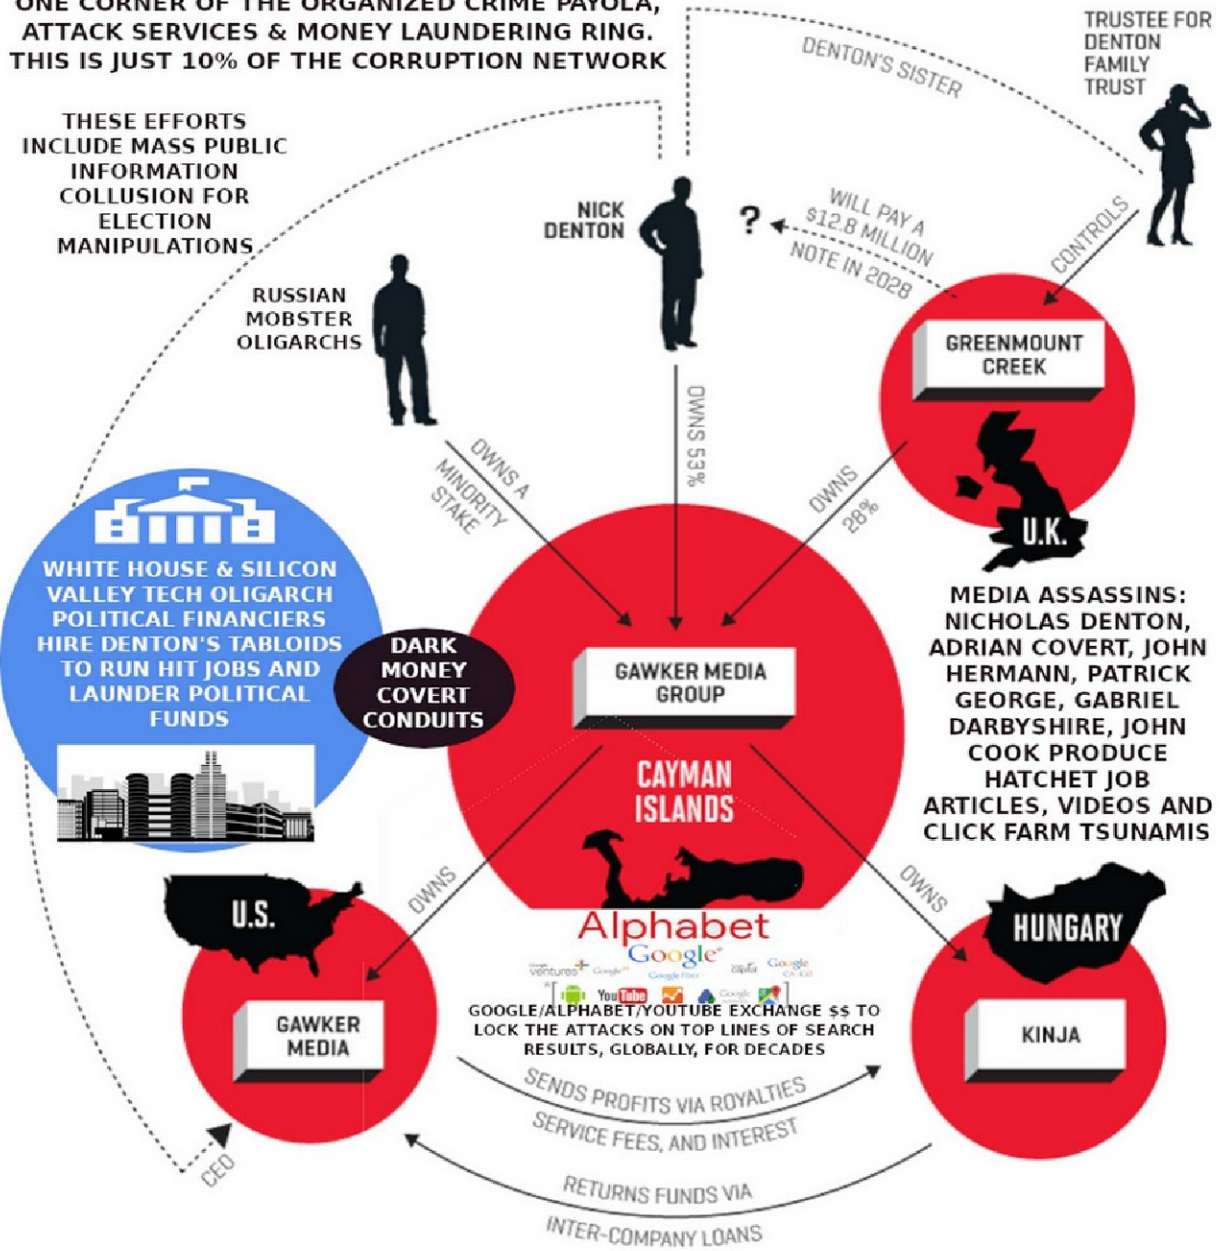 ONE CORNER OF THE ORGANIZED CRIME PAYOLA,
ATTACK SERVICES & MONEY LAUNDERING RING.
THIS IS JUST 10% OF THE CORRUPTION NETWORK
THESE EFFORTS
INCLUDE MASS PUBLIC
INFORMATION
COLLUSION FOR
ELECTION
MANIPULATIONS
DENTON'S SISTER
TRUSTEE FOR
DENTON
FAMILY
TRUST
NICK
DENTON
?
WILL PAY A
$12.8 MILLION
NOTE IN 2028
CONTROLS
RUSSIAN
MOBSTER
OLIGARCHS
GREENMOUNT
CREEK
U.K.
OWNS A
MINORITY
STAKE
OWNS 53%
OWNS
28%
WHITE HOUSE & SILICON
VALLEY TECH OLIGARCH
POLITICAL FINANCIERS
HIRE DENTON'S TABLOIDS
TO RUN HIT JOBS AND
LAUNDER POLITICAL
FUNDS
DARK
MONEY
COVERT
CONDUITS
GAWKER MEDIA
GROUP
CAYMAN
ISLANDS
MEDIA ASSASSINS:
NICHOLAS DENTON,
ADRIAN COVERT, JOHN
HERMANN, PATRICK
GEORGE, GABRIEL
DARBYSHIRE, JOHN
COOK PRODUCE
HATCHET JOB
ARTICLES, VIDEOS AND
CLICK FARM TSUNAMIS
OWNS
OWNS
U.S.
GAWKER
MEDIA
HUNGARY
KINJA
Alphabet
Google
ventures
Google
Google Fiber
Google
YouTube
Google
GOOGLE/ALPHABET/YOUTUBE EXCHANGE $$ TO
LOCK THE ATTACKS ON TOP LINES OF SEARCH
RESULTS, GLOBALLY, FOR DECADES
SENDS PROFITS VIA ROYALTIES
SERVICE FEES, AND INTEREST
CEO
RETURNS FUNDS VIA
INTER-COMPANY LOANS